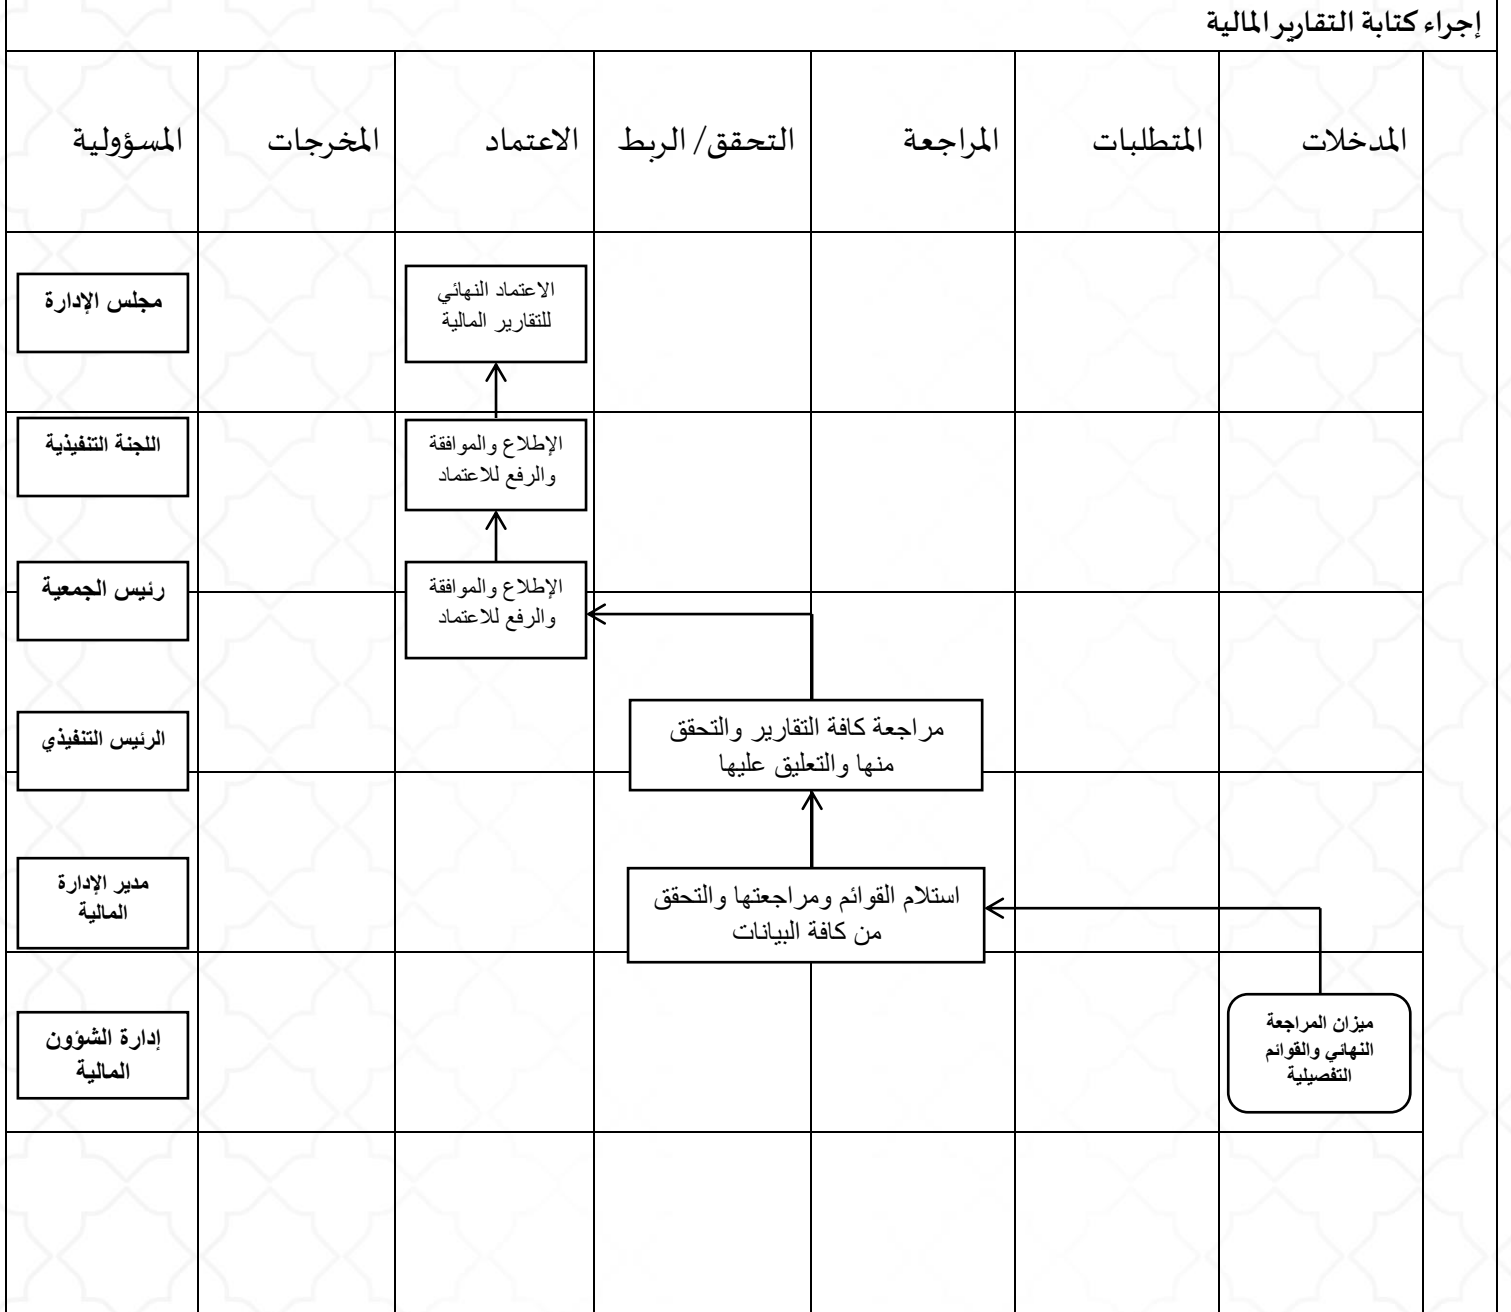 إجراء كتابة التقارير المالية
المدخلات
المتطلبات
المراجعة
التحقق/ الربط
الاعتماد
المخرجات
المسؤولية
الاعتماد النهائي
للتقارير المالية
مجلس الإدارة
الإطلاع والموافقة
والرفع للاعتماد
اللجنة التنفيذية
الإطلاع والموافقة
والرفع للاعتماد
رئيس الجمعية
مراجعة كافة التقارير والتحقق
منها والتعليق عليها
الرئيس التنفيذي
استلام القوائم ومراجعتها والتحقق
من كافة البيانات
مدير الإدارة
المالية
ميزان المراجعة
النهائي والقوائم
التفصيلية
إدارة الشؤون
المالية